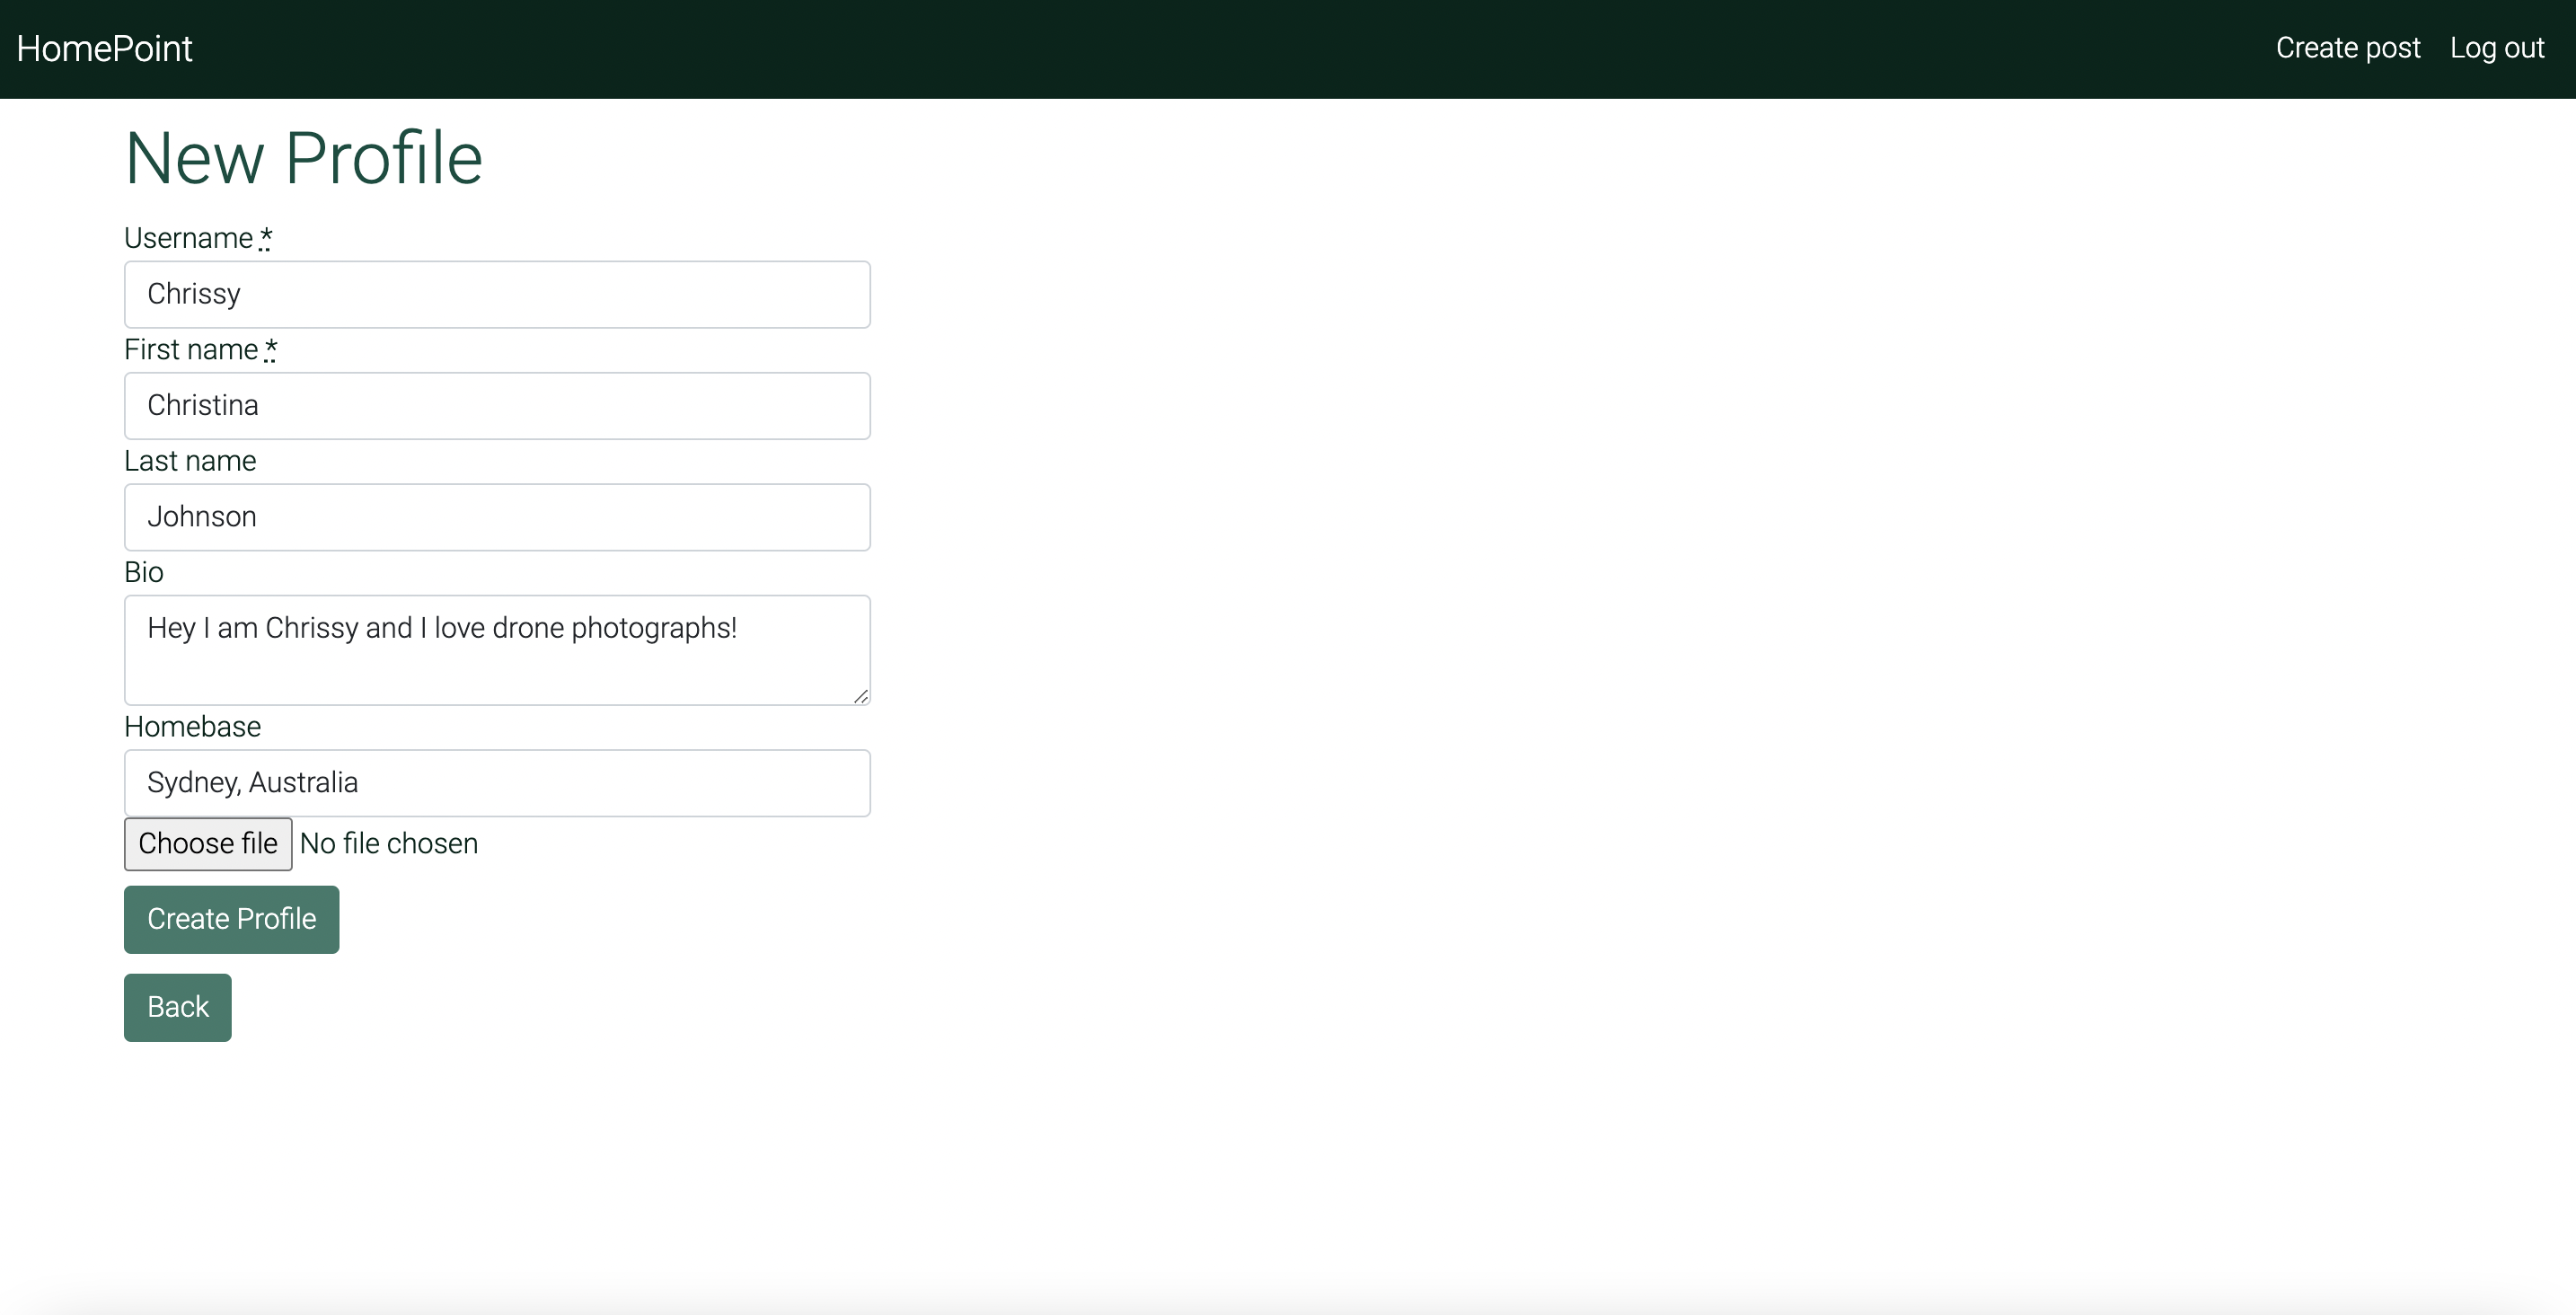 HomePoint Create post Log out
New Profile
Username *
Chrissy
First name *
Christina
Last name
Johnson
Bio
Hey I am Chrissy and I love drone photographs!
Homebase
Sydney, Australia
Choose file No file chosen
Create Profile
Back